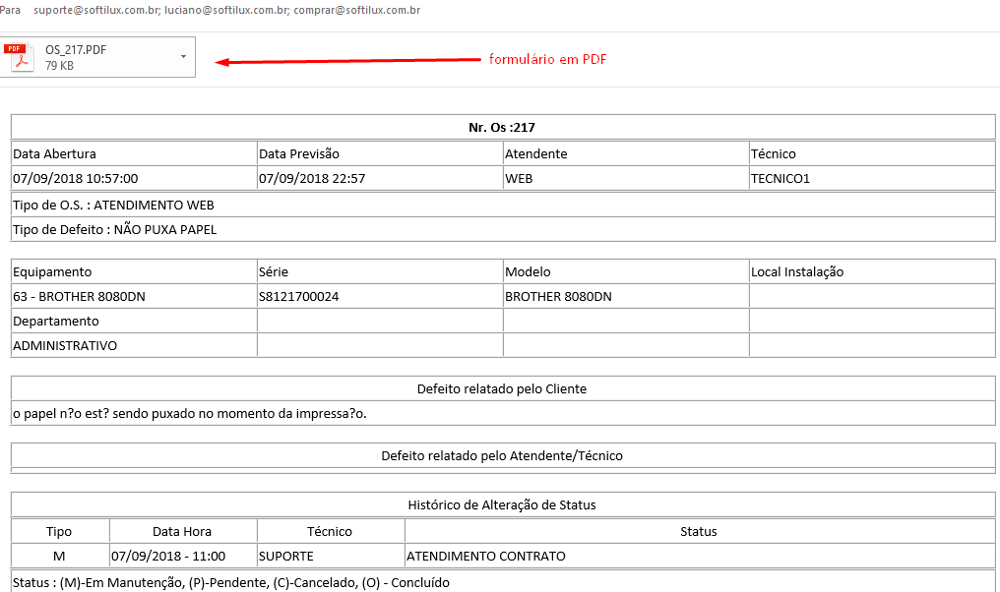 Para suporte@softilux.com.br; luciano@softilux.com.br; comprar@softilux.com.br
PDF OS_217.PDF
79 KB
formulário em PDF
Nr. Os :217
Data Abertura Data Previsão Atendente Técnico
07/09/2018 10:57:00 07/09/2018 22:57 WEB TECNICO1
Tipo de O.S. : ATENDIMENTO WEB
Tipo de Defeito : NÃO PUXA PAPEL
Equipamento Série Modelo Local Instalação
63 - BROTHER 8080DN S8121700024 BROTHER 8080DN
Departamento
ADMINISTRATIVO
Defeito relatado pelo Cliente
o papel n?o est? sendo puxado no momento da impressa?o.
Defeito relatado pelo Atendente/Técnico
Histórico de Alteração de Status
Tipo Data Hora Técnico Status
M 07/09/2018 - 11:00 SUPORTE ATENDIMENTO CONTRATO
Status : (M)-Em Manutenção, (P)-Pendente, (C)-Cancelado, (O) - Concluído